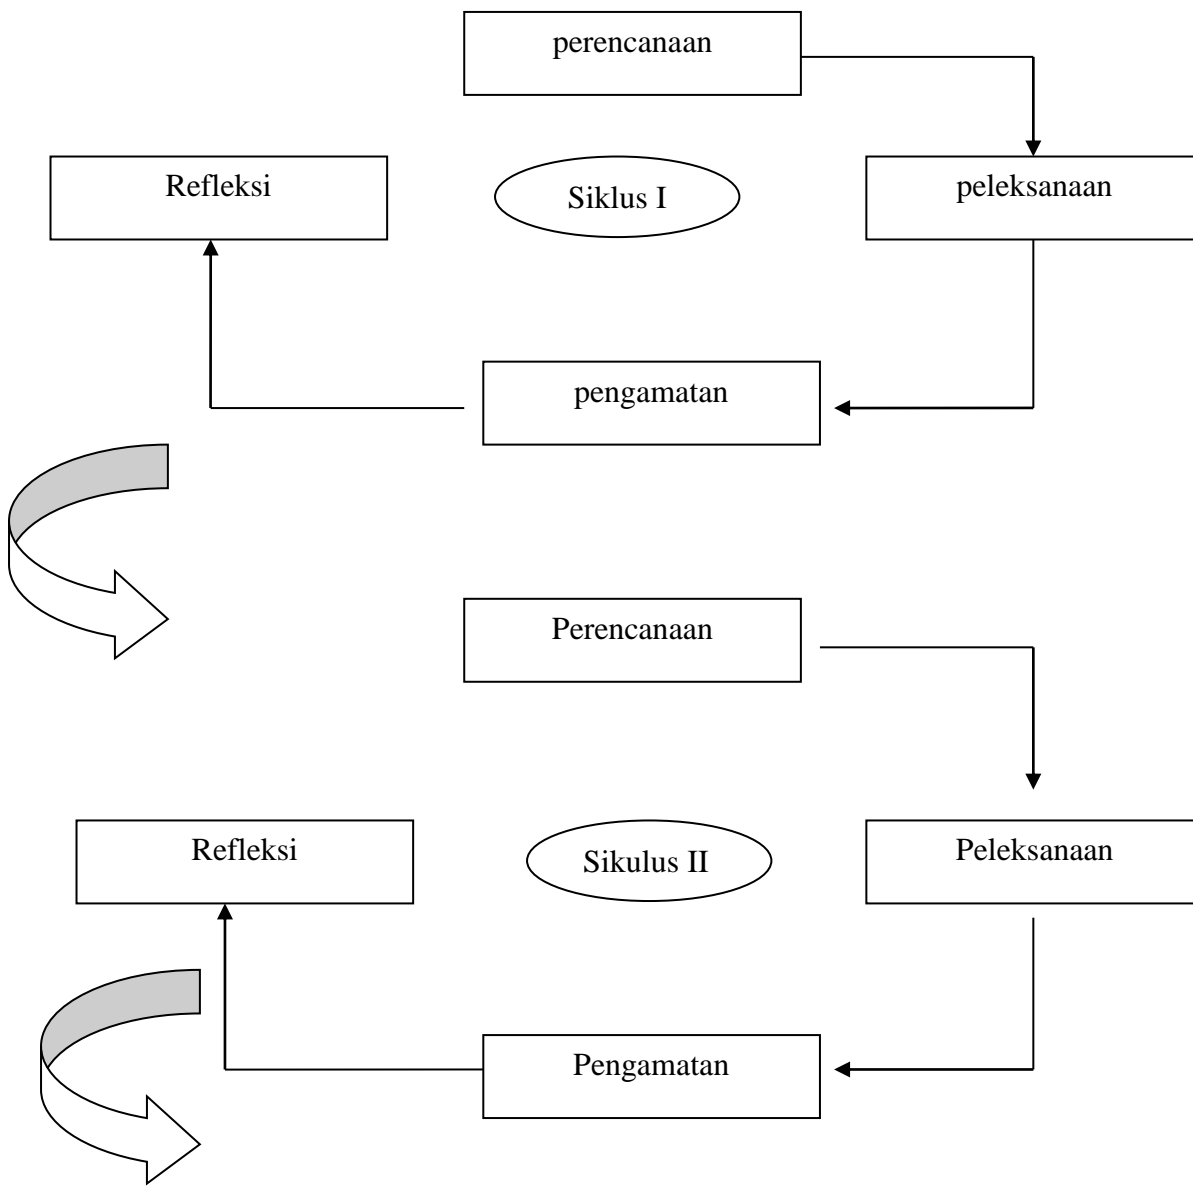 perencanaan
Refleksi
Siklus I
peleksanaan
pengamatan
Perencanaan
Refleksi
Sikulus II
Peleksanaan
Pengamatan